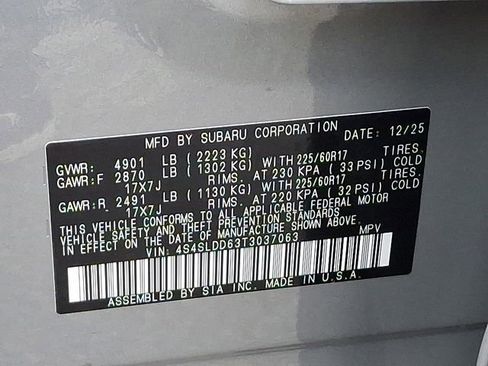 MFD BY SUBARU CORPORATION DATE: 12/25
GVWR: 4901 LB (2223 KG) TIRES.
GAWR:F 2870 LB (1302 KG) WITH 225/60R17
17X7J RIMS. AT 230 KPA (33 PSI) COLD
GAWR:R 2491 LB (1130 KG) WITH 225/60R17 TIRES.
17X7J RIMS. AT 220 KPA (32 PSI) COLD
THIS VEHICLE CONFORMS TO ALL APPLICABLE FEDERAL MOTOR
VEHICLE SAFETY AND THEFT PREVENTION STANDARDS
IN EFFECT ON THE DATE OF MANUFACTURE SHOWN ABOVE.
VIN: 4S4SLDD63T3037063 MPV
ASSEMBLED BY SIA INC. MADE IN U.S.A.